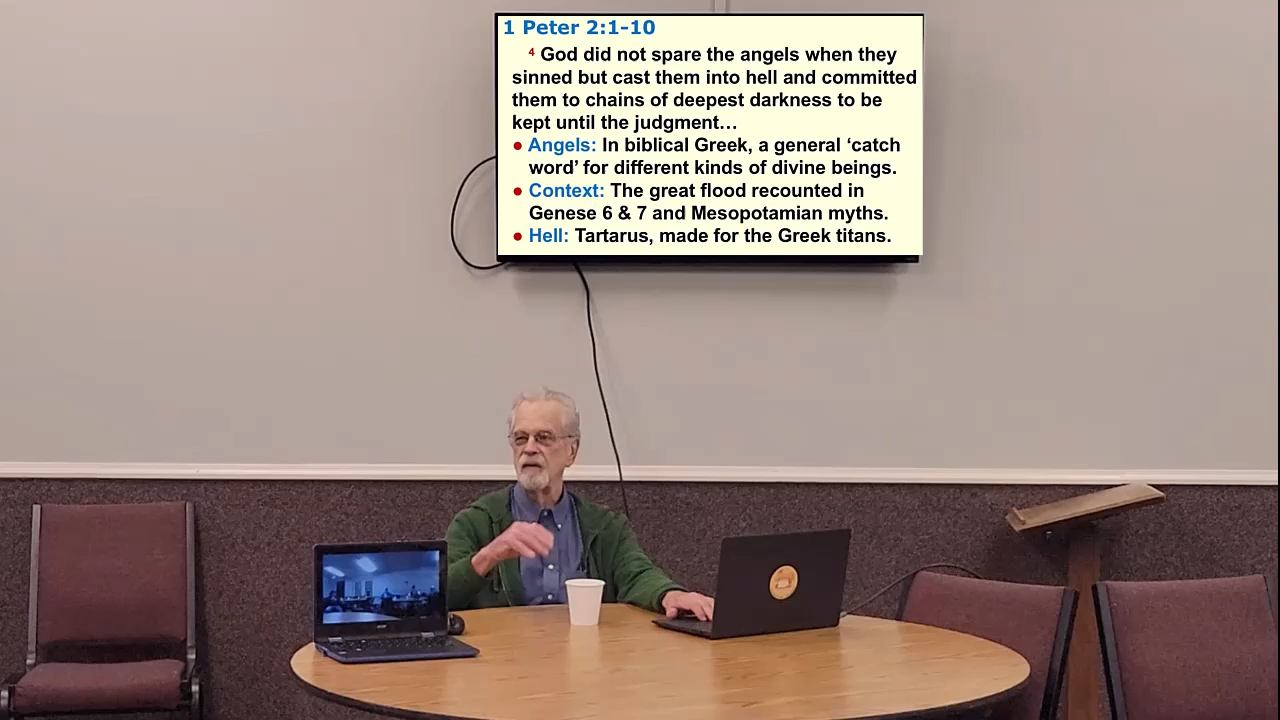 1 Peter 2:1-10
4 God did not spare the angels when they
sinned but cast them into hell and committed
them to chains of deepest darkness to be
kept until the judgment…
● Angels: In biblical Greek, a general ‘catch
word’ for different kinds of divine beings.
● Context: The great flood recounted in
Genese 6 & 7 and Mesopotamian myths.
● Hell: Tartarus, made for the Greek titans.